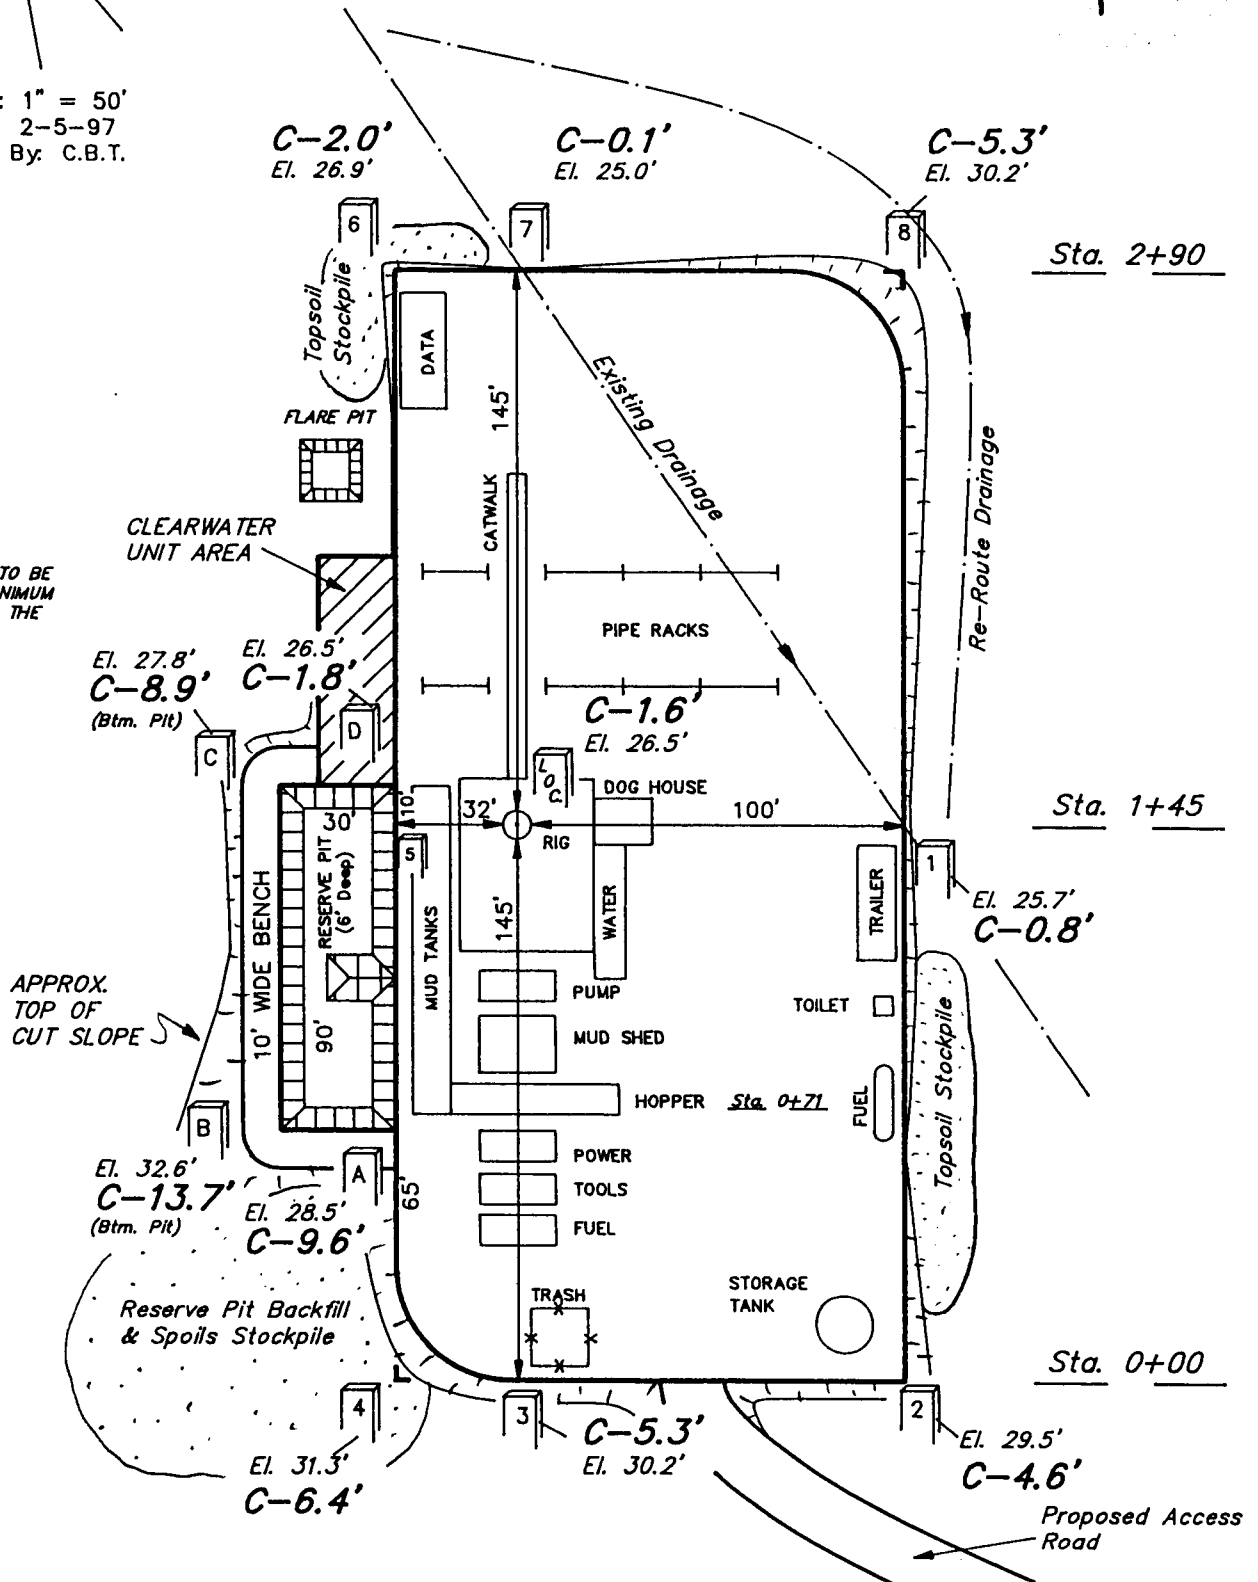 : 1" = 50'
2-5-97
By: C.B.T.
C-2.0'
El. 26.9'
C-0.1'
El. 25.0'
C-5.3'
El. 30.2'
6
7
8
Sta. 2+90
Topsoil
Stockpile
DATA
145'
Existing Drainage
Re-Route Drainage
FLARE PIT
CATWALK
CLEARWATER
UNIT AREA
TO BE
NIMUM
THE
PIPE RACKS
El. 27.8'
C-8.9'
(Btm. Pit)
El. 26.5'
C-1.8'
C-1.6'
El. 26.5'
C
D
LOC.
DOG HOUSE
10'
30'
32'
100'
RIG
Sta. 1+45
5
1
RESERVE PIT
(6' Deep)
10' WIDE BENCH
MUD TANKS
145'
WATER
TRAILER
El. 25.7'
C-0.8'
APPROX.
TOP OF
CUT SLOPE
90'
PUMP
TOILET
MUD SHED
HOPPER
Sta. 0+71
FUEL
Topsoil Stockpile
B
El. 32.6'
C-13.7'
(Btm. Pit)
A
El. 28.5'
C-9.6'
65'
POWER
TOOLS
FUEL
TRASH
STORAGE
TANK
Reserve Pit Backfill
& Spoils Stockpile
Sta. 0+00
4
3
2
El. 31.3'
C-6.4'
C-5.3'
El. 30.2'
El. 29.5'
C-4.6'
Proposed Access
Road